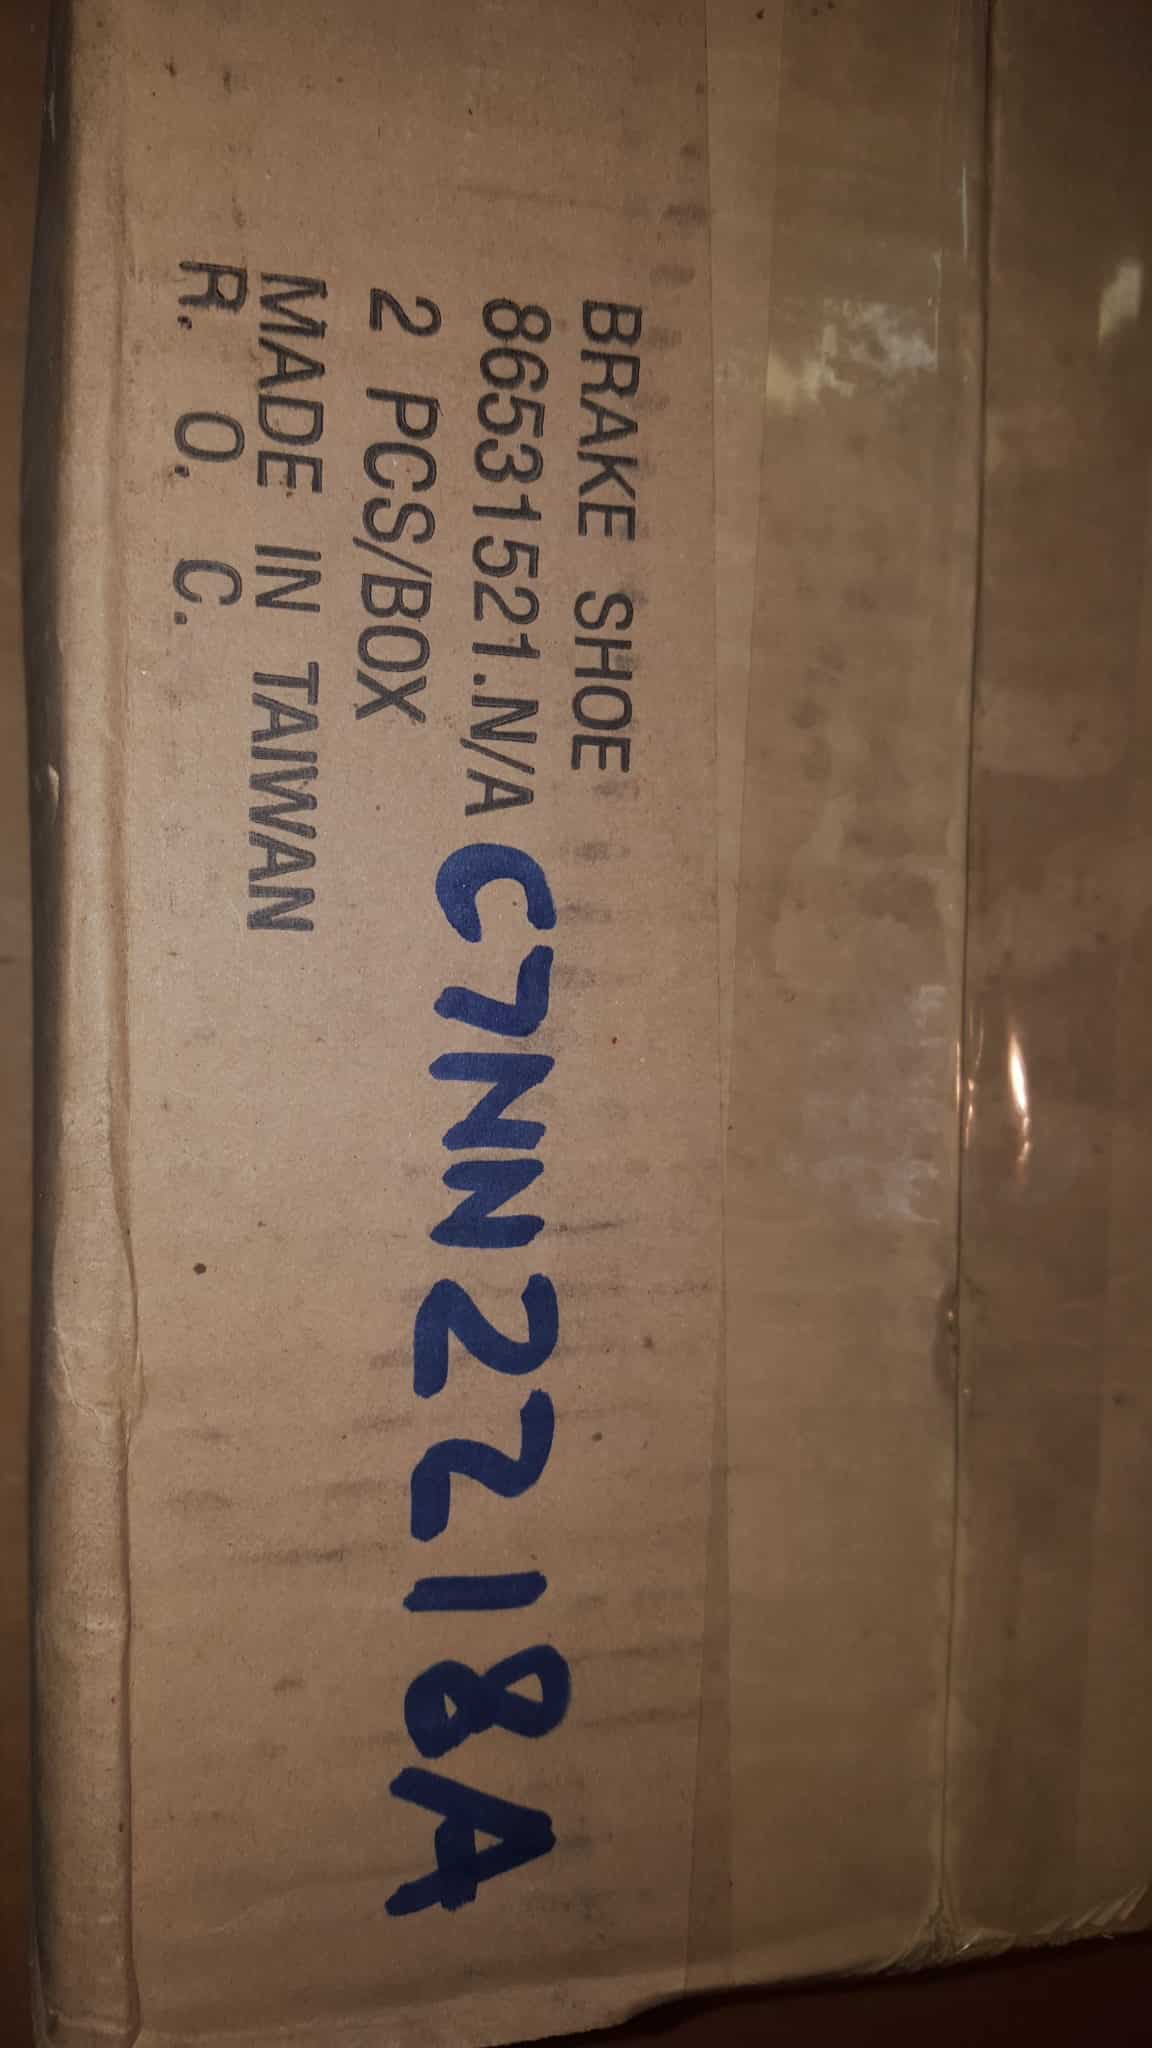 BRAKE SHOE
86531521.N/A C7NN2218A
2 PCS/BOX
MADE IN TAIWAN
R. O. C.